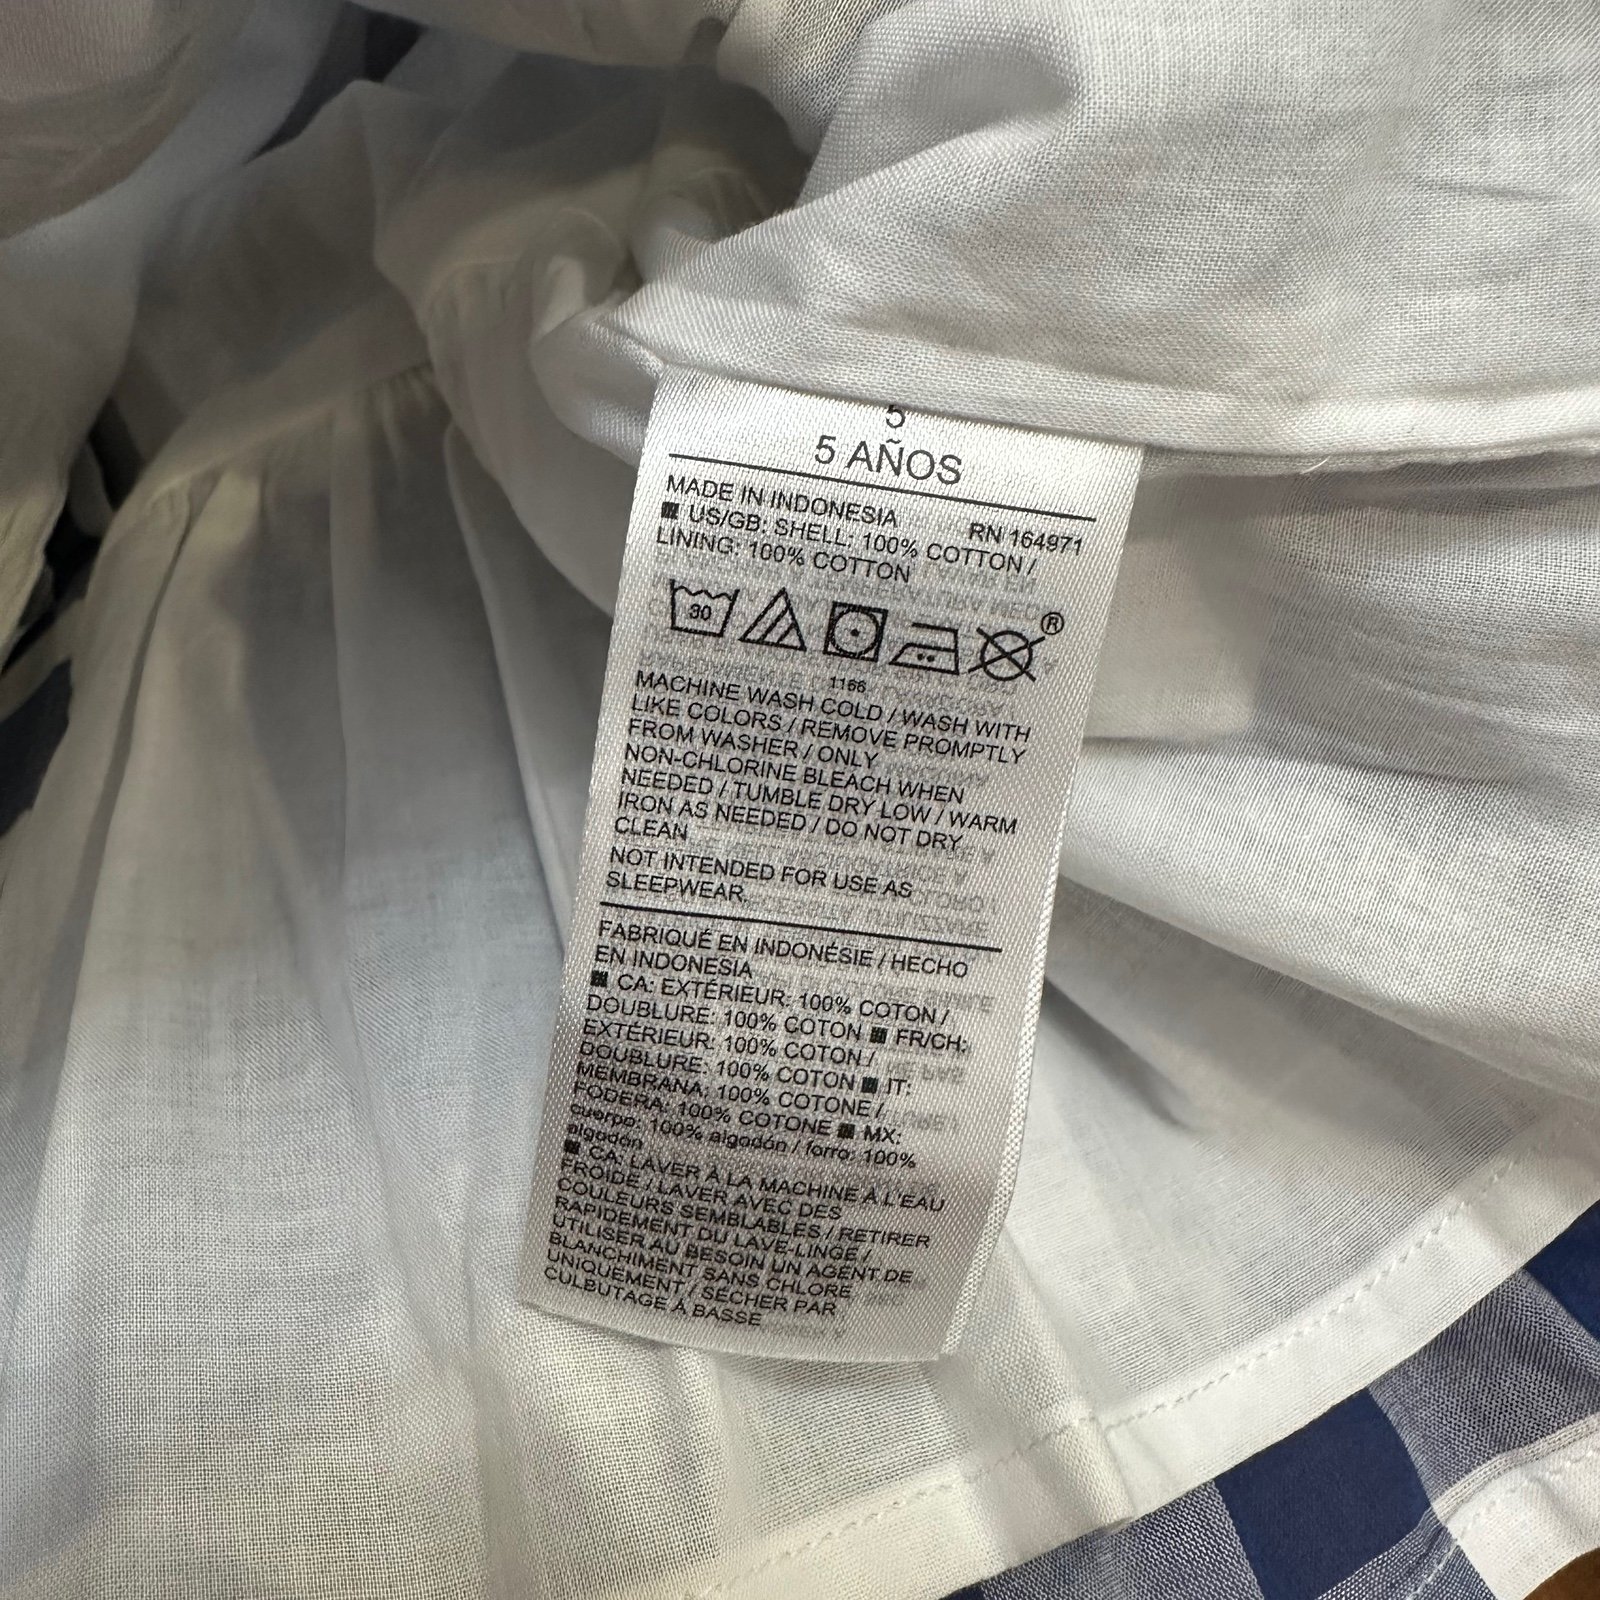 5
5 AÑOS
MADE IN INDONESIA RN 164971
US/GB: SHELL: 100% COTTON /
LINING: 100% COTTON
30
®
1166
MACHINE WASH COLD / WASH WITH
LIKE COLORS / REMOVE PROMPTLY
FROM WASHER / ONLY
NON-CHLORINE BLEACH WHEN
NEEDED / TUMBLE DRY LOW / WARM
IRON AS NEEDED / DO NOT DRY
CLEAN
NOT INTENDED FOR USE AS
SLEEPWEAR
FABRIQUÉ EN INDONÉSIE / HECHO
EN INDONESIA
CA: EXTÉRIEUR: 100% COTON /
DOUBLURE: 100% COTON FR/CH:
EXTÉRIEUR: 100% COTON /
DOUBLURE: 100% COTON IT:
MEMBRANA: 100% COTONE /
FODERA: 100% COTONE MX:
cuerpo: 100% algodón / forro: 100%
algodón
CA: LAVER À LA MACHINE À L'EAU
FROIDE / LAVER AVEC DES
COULEURS SEMBLABLES / RETIRER
RAPIDEMENT DU LAVE-LINGE /
UTILISER AU BESOIN UN AGENT DE
BLANCHIMENT SANS CHLORE
UNIQUEMENT / SÉCHER PAR
CULBUTAGE À BASSE